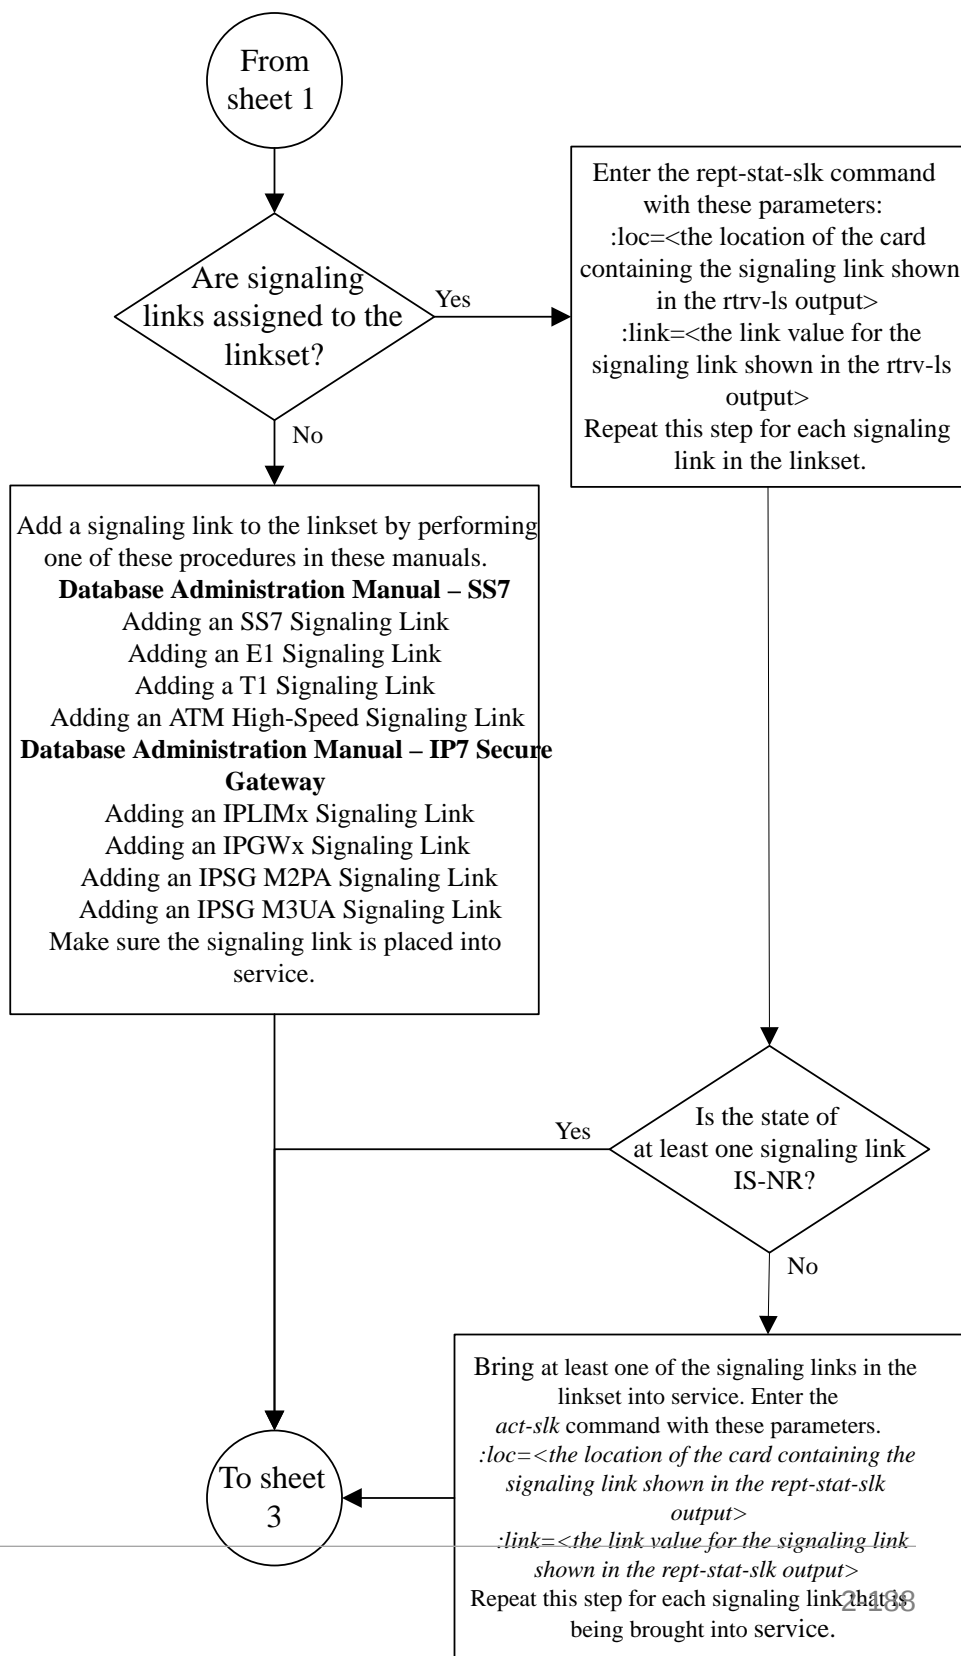 From
sheet 1
Are signaling
links assigned to the
linkset?
Yes
No
Enter the rept-stat-slk command
with these parameters:
:loc=<the location of the card
containing the signaling link shown
in the rtrv-ls output>
:link=<the link value for the
signaling link shown in the rtrv-ls
output>
Repeat this step for each signaling
link in the linkset.
Add a signaling link to the linkset by performing
one of these procedures in these manuals.
Database Administration Manual – SS7
Adding an SS7 Signaling Link
Adding an E1 Signaling Link
Adding a T1 Signaling Link
Adding an ATM High-Speed Signaling Link
Database Administration Manual – IP7 Secure
Gateway
Adding an IPLIMx Signaling Link
Adding an IPGWx Signaling Link
Adding an IPSG M2PA Signaling Link
Adding an IPSG M3UA Signaling Link
Make sure the signaling link is placed into
service.
Is the state of
at least one signaling link
IS-NR?
Yes
No
Bring at least one of the signaling links in the
linkset into service. Enter the
act-slk command with these parameters.
:loc=<the location of the card containing the
signaling link shown in the rept-stat-slk
output>
:link=<the link value for the signaling link
shown in the rept-stat-slk output>
Repeat this step for each signaling link that is
being brought into service.
To sheet
3
2-188